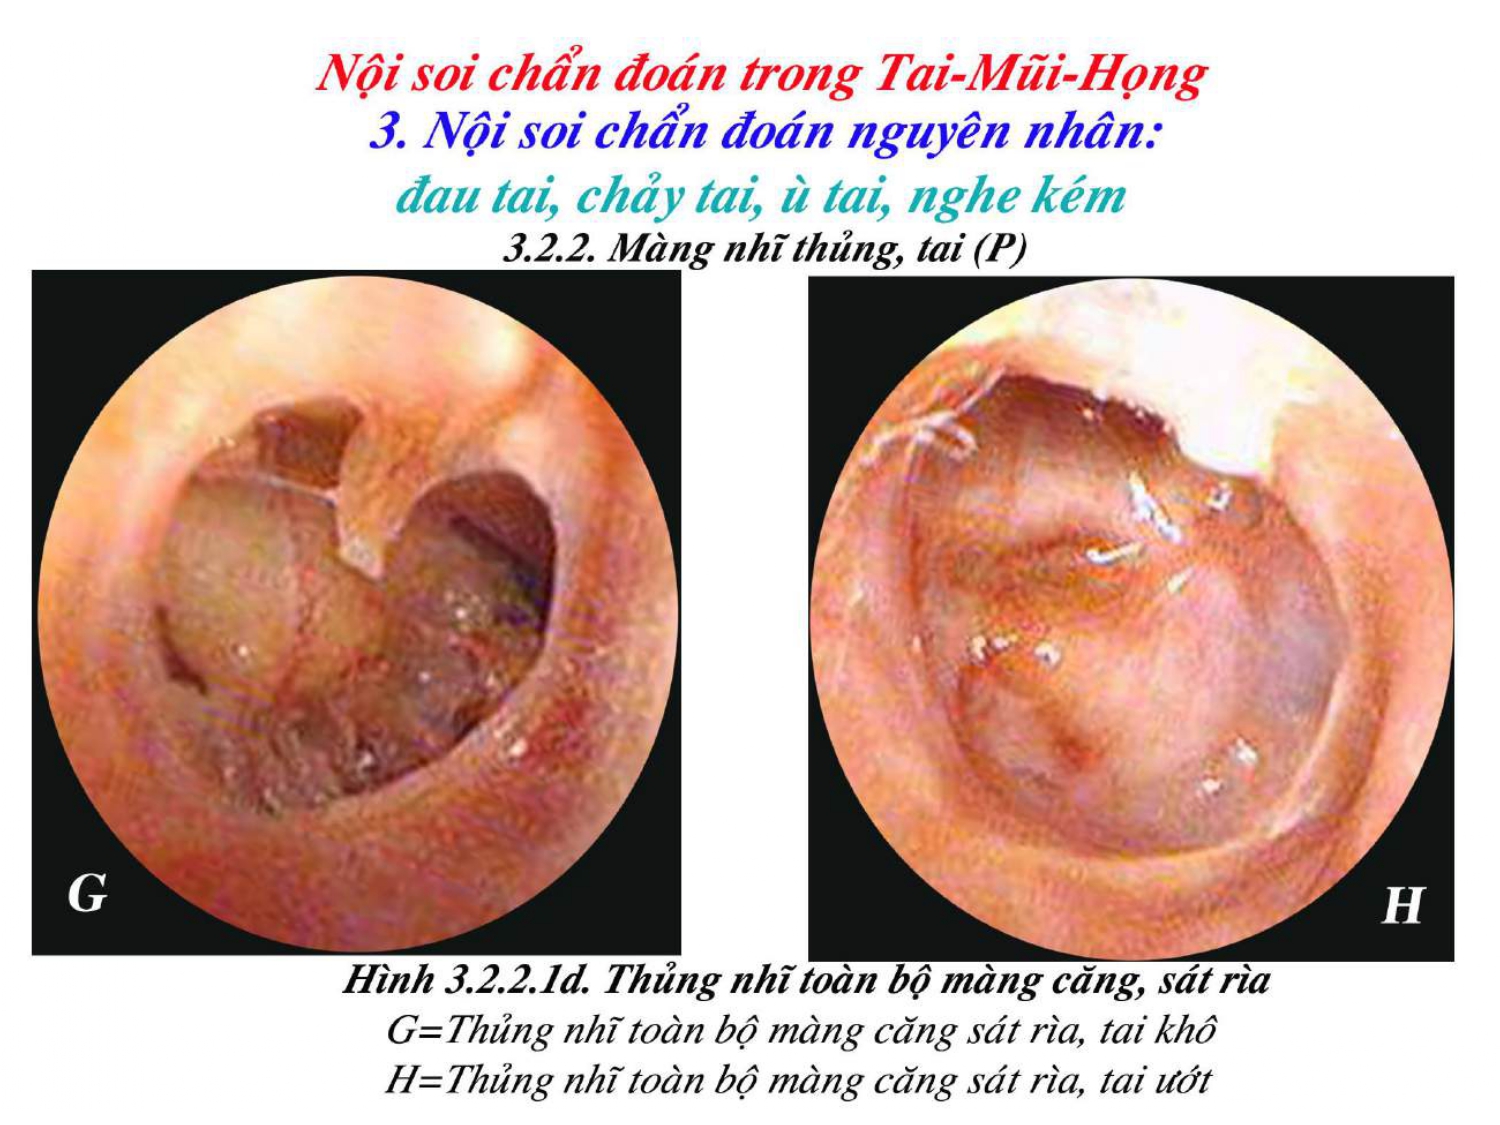 Nội soi chẩn đoán trong Tai-Mũi-Họng
3. Nội soi chẩn đoán nguyên nhân:
đau tai, chảy tai, ù tai, nghe kém
3.2.2. Màng nhĩ thủng, tai (P)
G
H
Hình 3.2.2.1d. Thủng nhĩ toàn bộ màng căng, sát rìa
G=Thủng nhĩ toàn bộ màng căng sát rìa, tai khô
H=Thủng nhĩ toàn bộ màng căng sát rìa, tai ướt